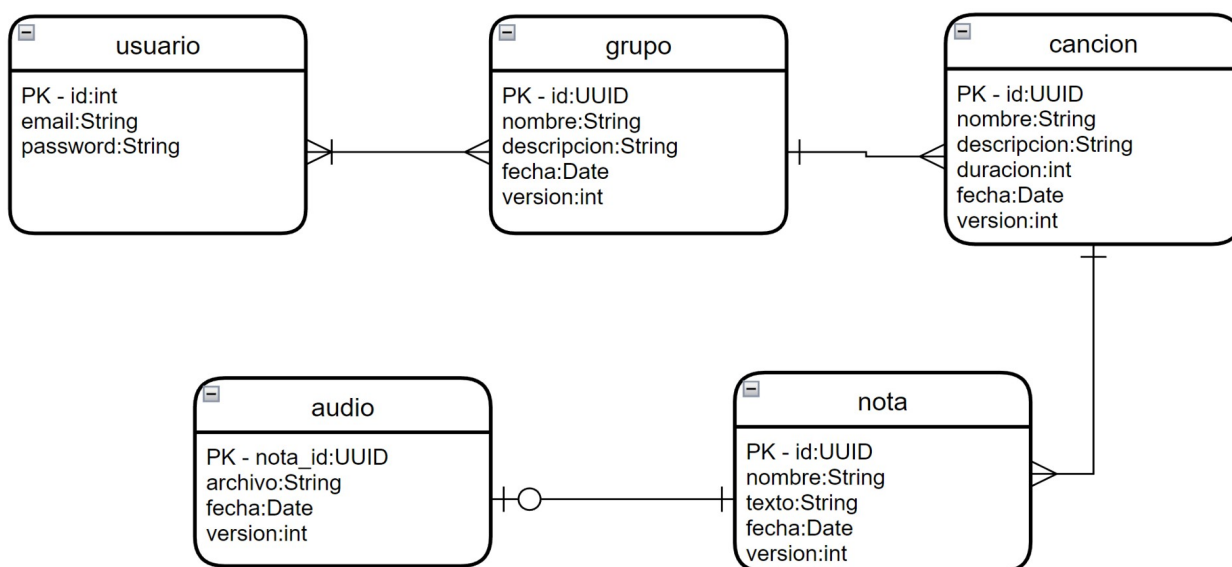 usuario
PK - id:int
email:String
password:String
grupo
PK - id:UUID
nombre:String
descripcion:String
fecha:Date
version:int
cancion
PK - id:UUID
nombre:String
descripcion:String
duracion:int
fecha:Date
version:int
audio
PK - nota_id:UUID
archivo:String
fecha:Date
version:int
nota
PK - id:UUID
nombre:String
texto:String
fecha:Date
version:int